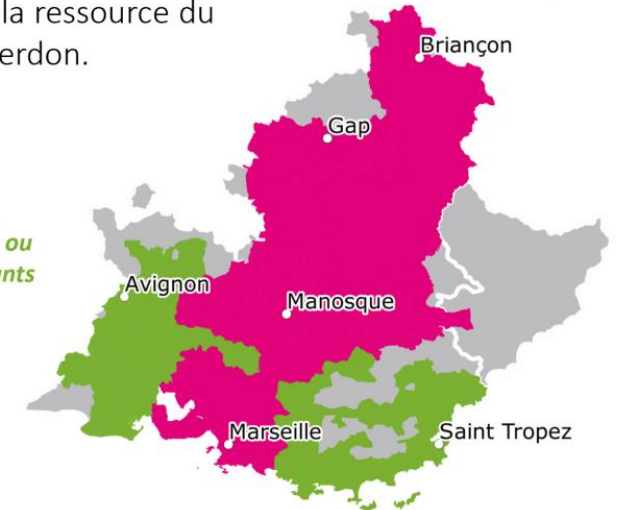 la ressource du
erdon.
Briançon
Gap
ou
nts
Avignon
Manosque
Marseille
Saint Tropez